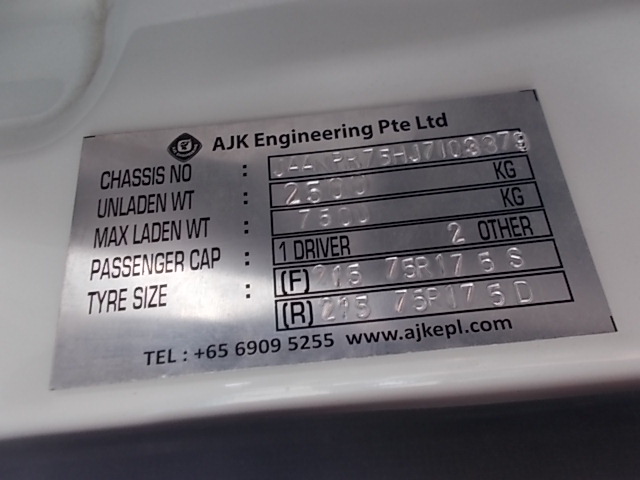 AJK Engineering Pte Ltd
CHASSIS NO : JAANPR75HJ7103379
UNLADEN WT : 2500 KG
MAX LADEN WT : 7500 KG
PASSENGER CAP : 1 DRIVER 2 OTHER
TYRE SIZE : (F) 215 75R17 5 S
(R) 215 75R17 5 D
TEL : +65 6909 5255 www.ajkepl.com